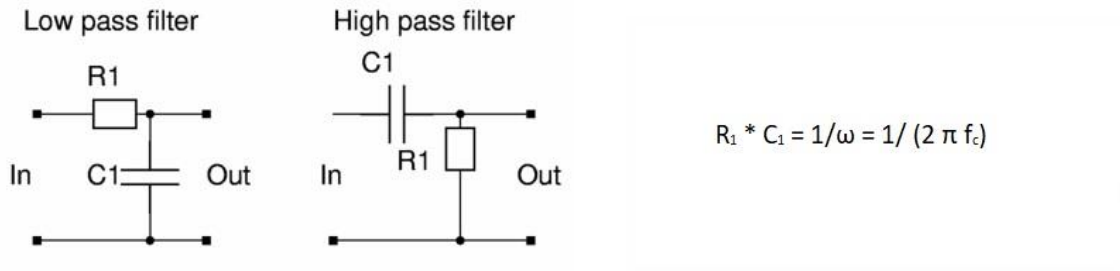 Low pass filter
R1
In
C1
Out
High pass filter
C1
R1
In
Out
R₁ * C₁ = 1/ω = 1/ (2 π f꜀)